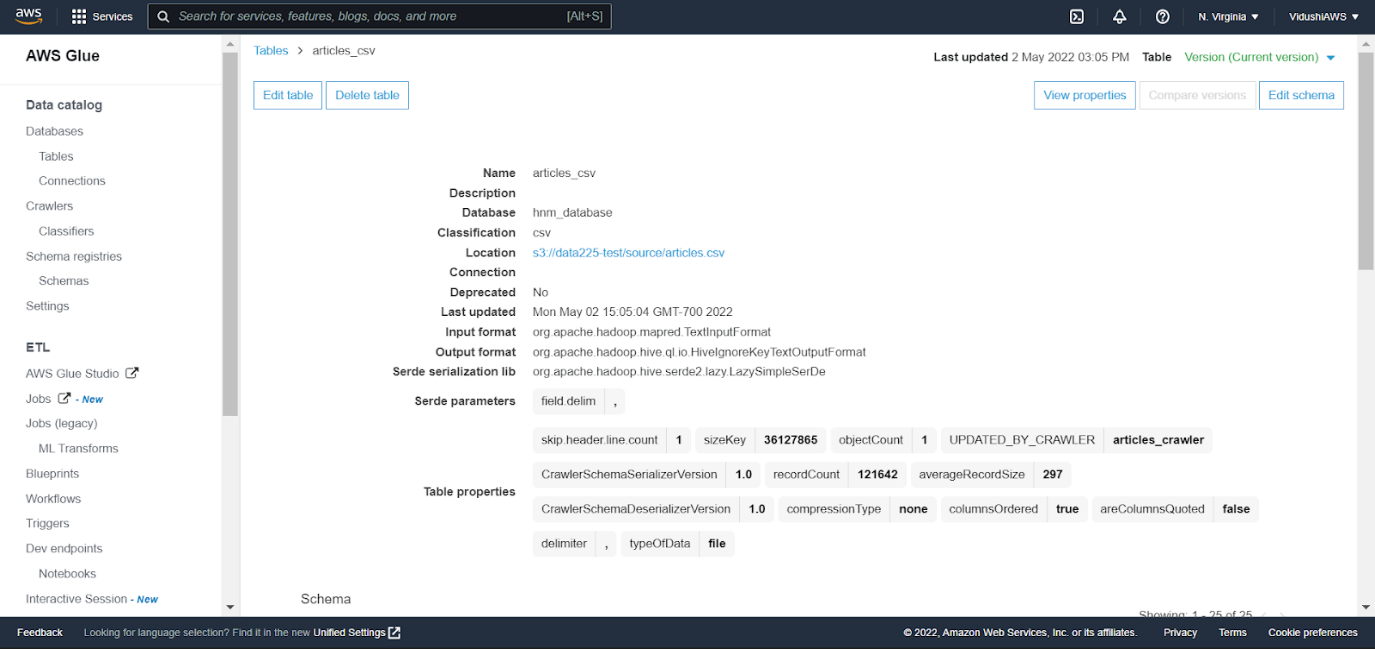 aws
Services
Search for services, features, blogs, docs, and more [Alt+S]
N. Virginia
VidushiAWS
AWS Glue
Data catalog
Databases
Tables
Connections
Crawlers
Classifiers
Schema registries
Schemas
Settings
ETL
AWS Glue Studio
Jobs - New
Jobs (legacy)
ML Transforms
Blueprints
Workflows
Triggers
Dev endpoints
Notebooks
Interactive Session - New
Tables > articles_csv
Last updated 2 May 2022 03:05 PM Table Version (Current version)
Edit table Delete table
View properties Compare versions Edit schema
Name articles_csv
Description
Database hnm_database
Classification csv
Location s3://data225-test/source/articles.csv
Connection
Deprecated No
Last updated Mon May 02 15:05:04 GMT-700 2022
Input format org.apache.hadoop.mapred.TextInputFormat
Output format org.apache.hadoop.hive.ql.io.HiveIgnoreKeyTextOutputFormat
Serde serialization lib org.apache.hadoop.hive.serde2.lazy.LazySimpleSerDe
Serde parameters field.delim ,
Table properties
skip.header.line.count 1 sizeKey 36127865 objectCount 1 UPDATED_BY_CRAWLER articles_crawler
CrawlerSchemaSerializerVersion 1.0 recordCount 121642 averageRecordSize 297
CrawlerSchemaDeserializerVersion 1.0 compressionType none columnsOrdered true areColumnsQuoted false
delimiter , typeOfData file
Schema
Showing: 1 - 25 of 25 < >
Feedback Looking for language selection? Find it in the new Unified Settings
© 2022, Amazon Web Services, Inc. or its affiliates. Privacy Terms Cookie preferences